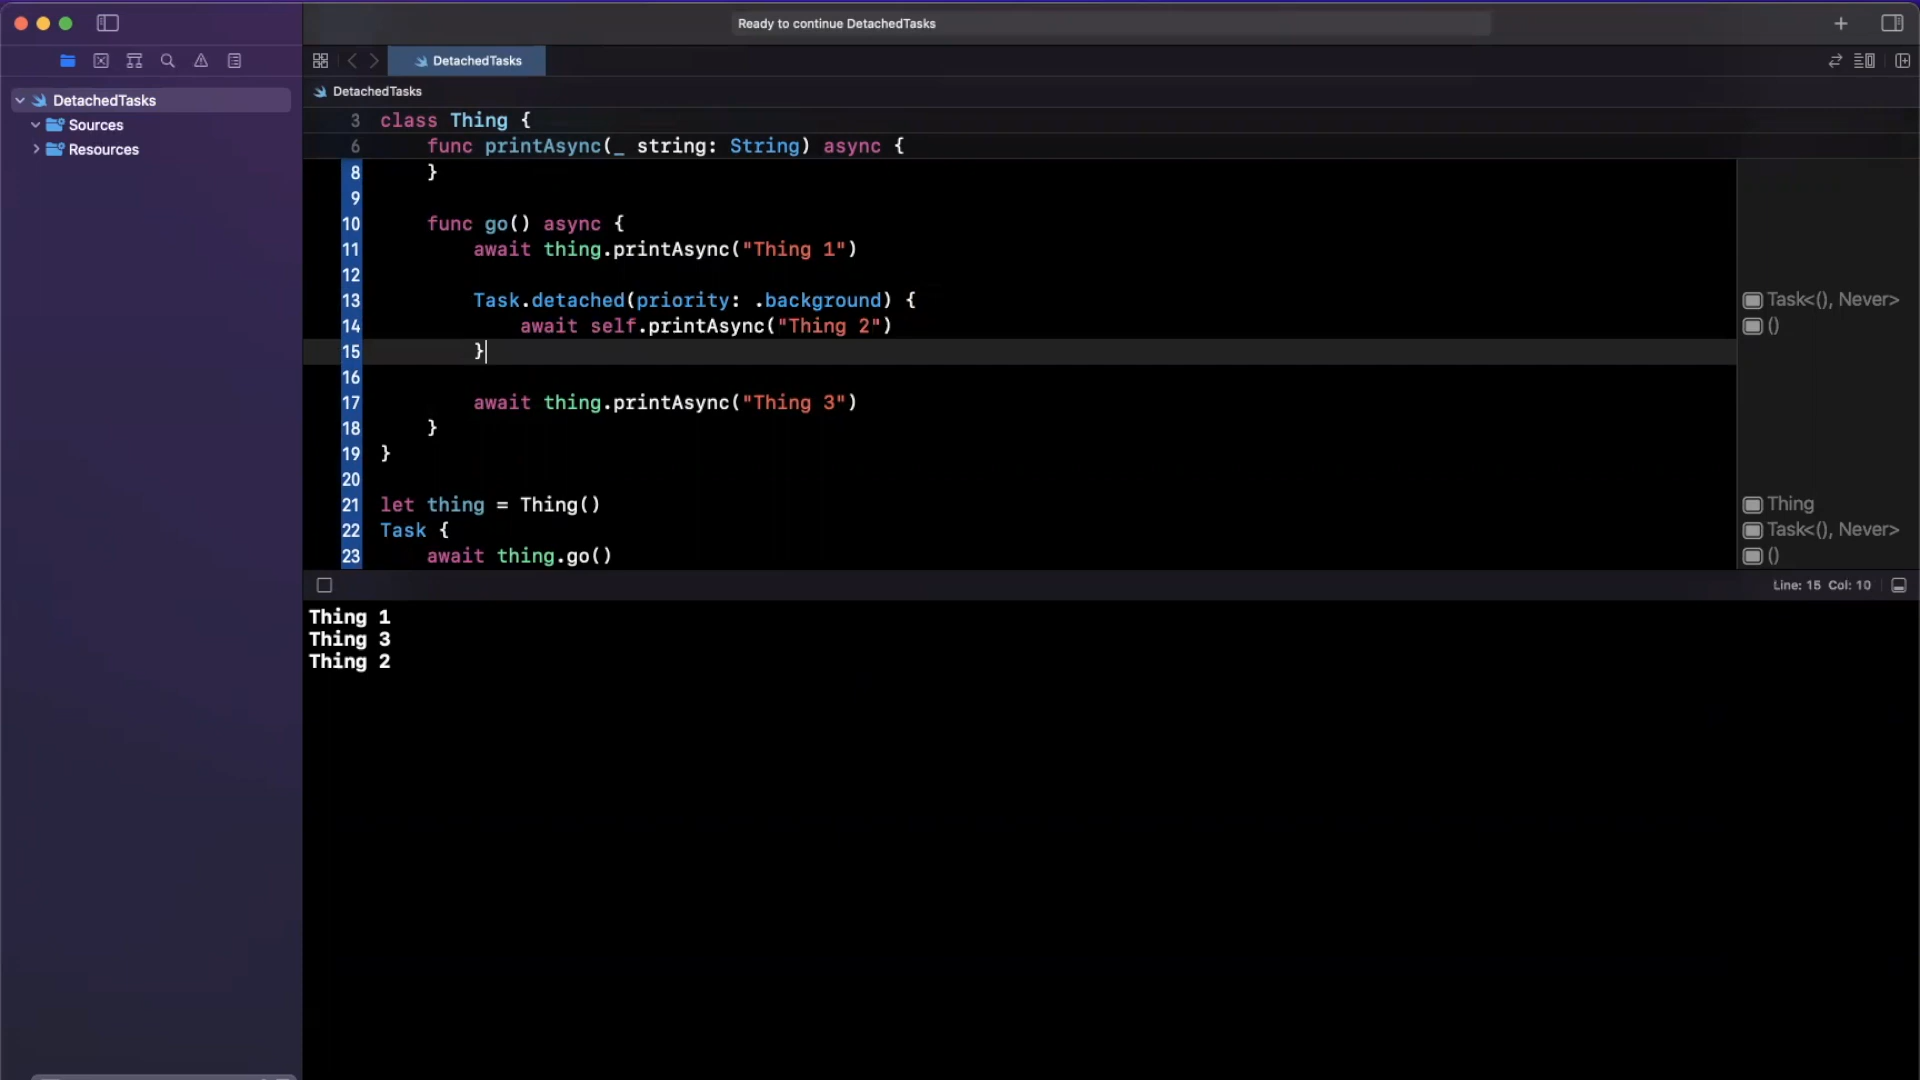 Ready to continue DetachedTasks
DetachedTasks
DetachedTasks
DetachedTasks
Sources
Resources
3 class Thing {
6 func printAsync(_ string: String) async {
8 }
9
10 func go() async {
11 await thing.printAsync("Thing 1")
12
13 Task.detached(priority: .background) {
14 await self.printAsync("Thing 2")
15 }
16
17 await thing.printAsync("Thing 3")
18 }
19 }
20
21 let thing = Thing()
22 Task {
23 await thing.go()
Task<(), Never>
()
Thing
Task<(), Never>
()
Line: 15 Col: 10
Thing 1
Thing 3
Thing 2